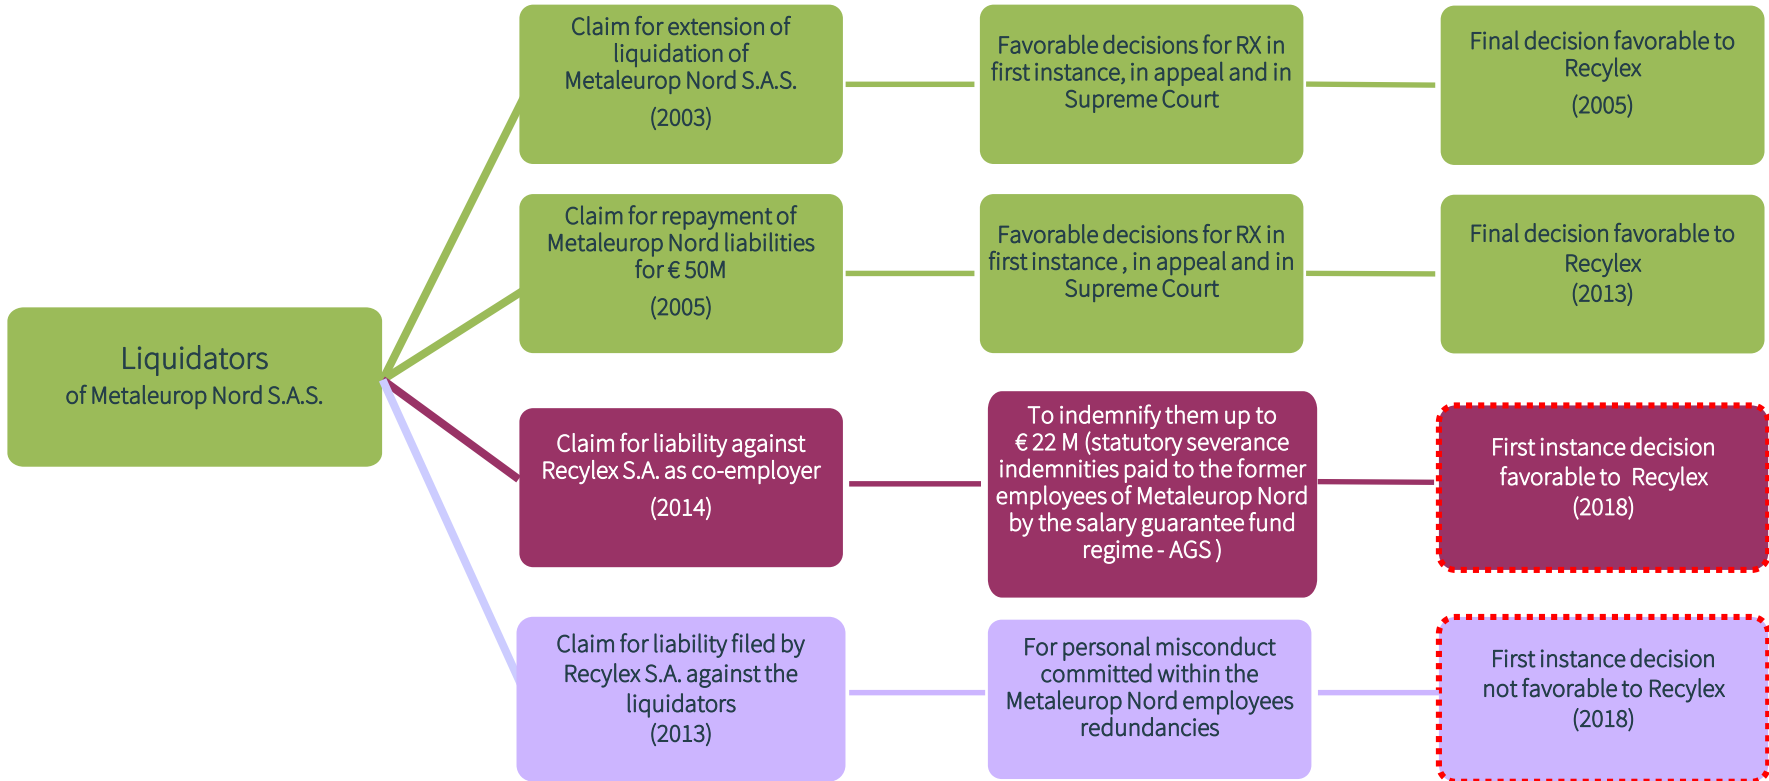 Liquidators
of Metaleurop Nord S.A.S.
Claim for extension of
liquidation of
Metaleurop Nord S.A.S.
(2003)
Favorable decisions for RX in
first instance, in appeal and in
Supreme Court
Final decision favorable to
Recylex
(2005)
Claim for repayment of
Metaleurop Nord liabilities
for € 50M
(2005)
Favorable decisions for RX in
first instance , in appeal and in
Supreme Court
Final decision favorable to
Recylex
(2013)
Claim for liability against
Recylex S.A. as co-employer
(2014)
To indemnify them up to
€ 22 M (statutory severance
indemnities paid to the former
employees of Metaleurop Nord
by the salary guarantee fund
regime - AGS )
First instance decision
favorable to  Recylex
(2018)
Claim for liability filed by
Recylex S.A. against the
liquidators
(2013)
For personal misconduct
committed within the
Metaleurop Nord employees
redundancies
First instance decision
not favorable to Recylex
(2018)